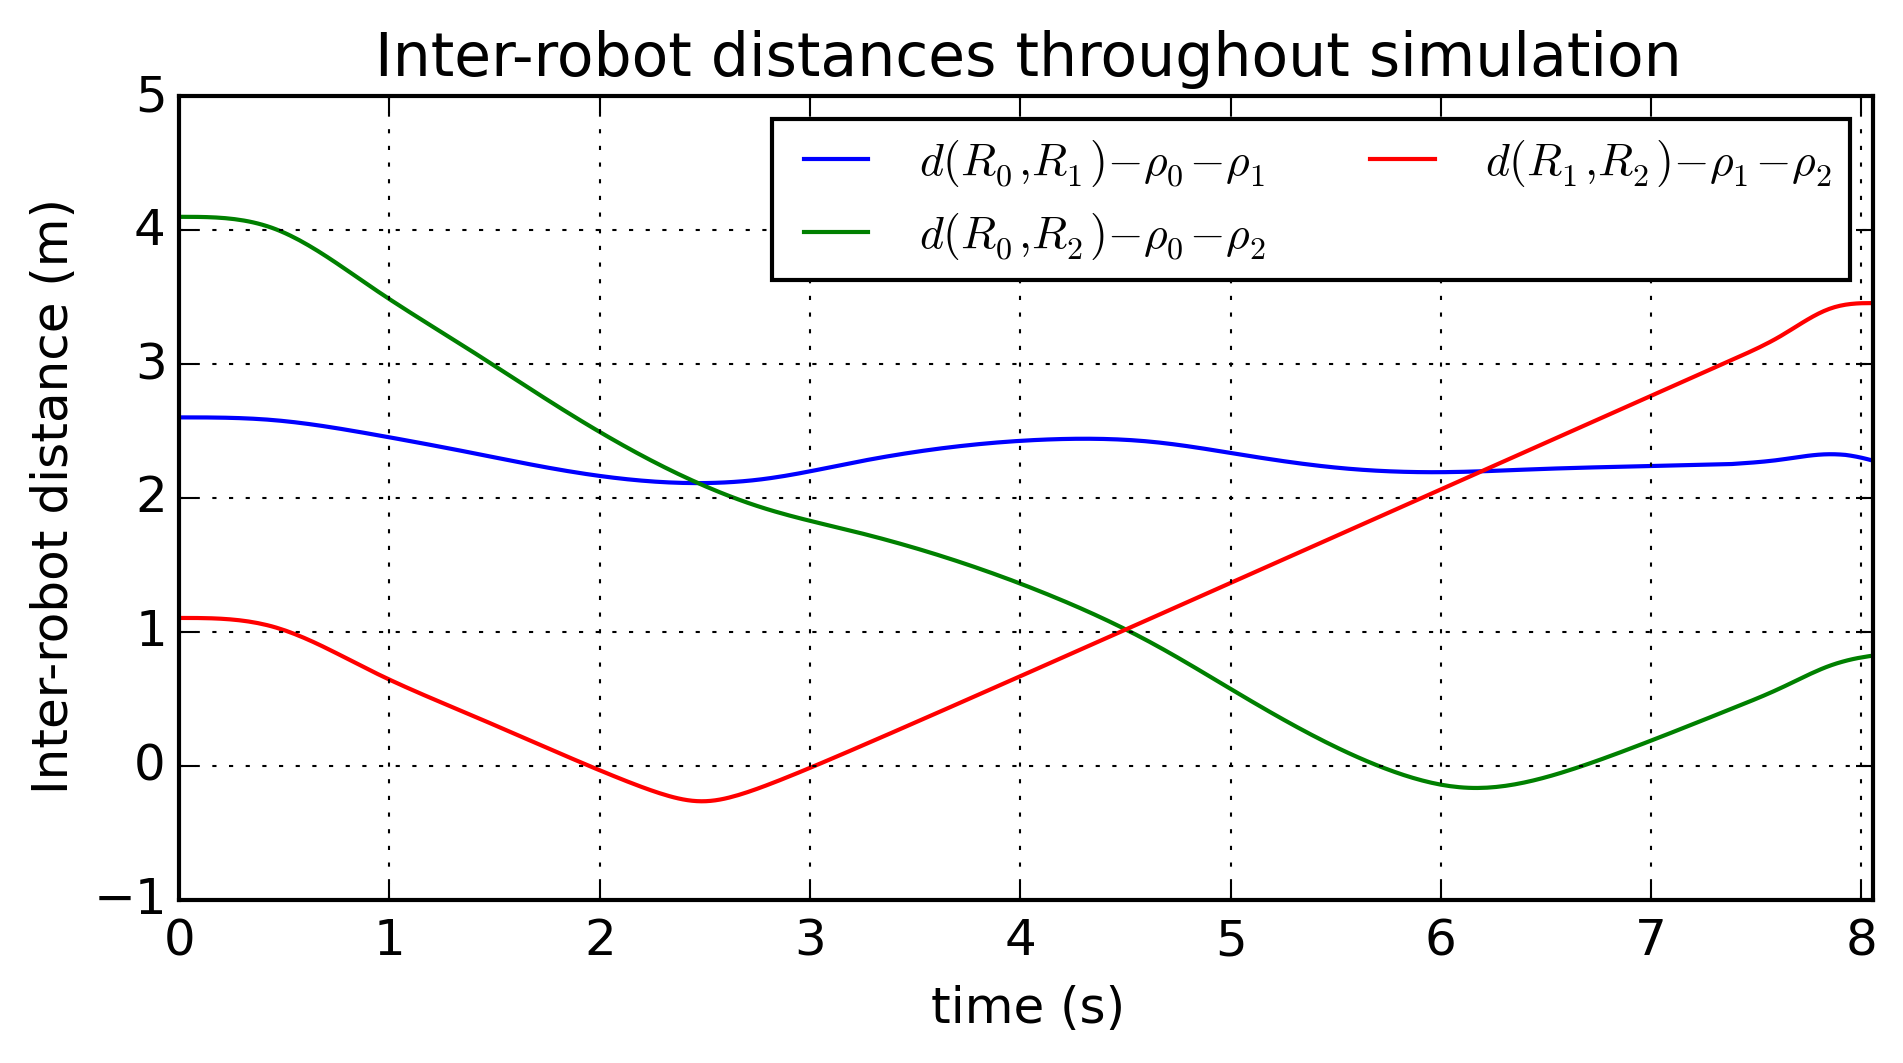 Inter-robot distances throughout simulation
5
4
3
2
1
0
−1
Inter-robot distance (m)
d(R₀,R₁)−ρ₀−ρ₁
d(R₀,R₂)−ρ₀−ρ₂
d(R₁,R₂)−ρ₁−ρ₂
0 1 2 3 4 5 6 7 8
time (s)